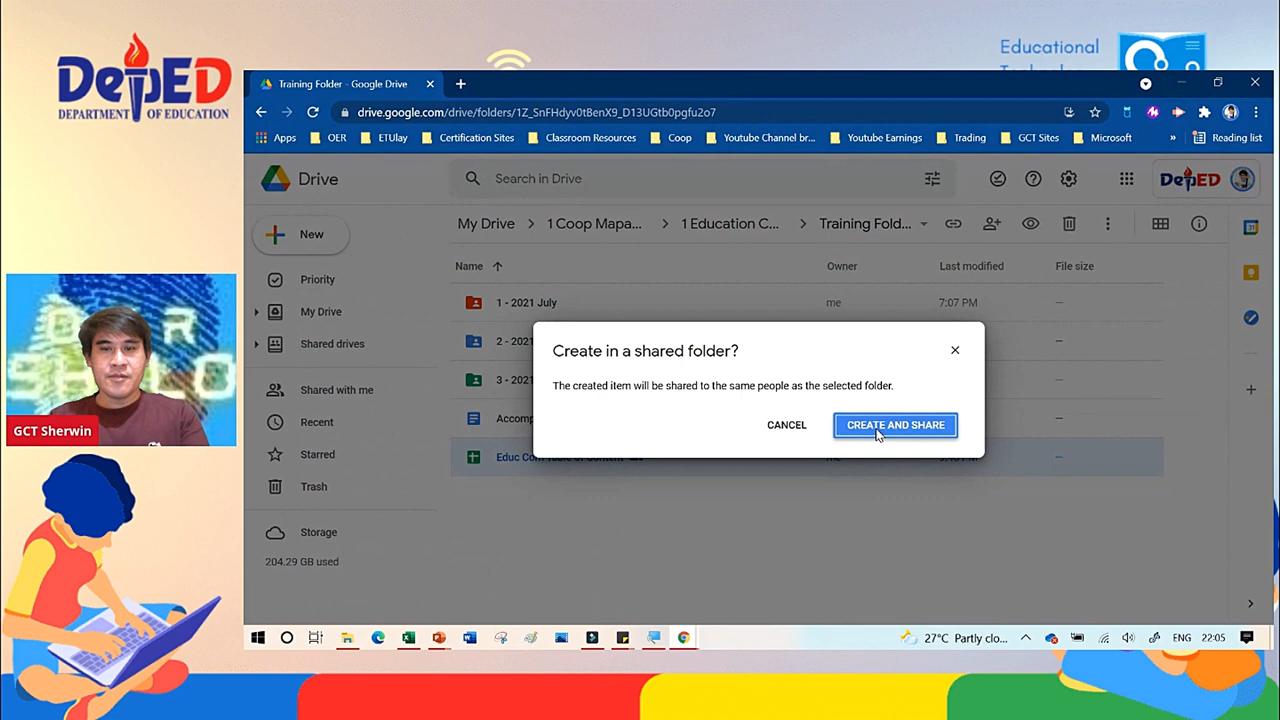 DepED
DEPARTMENT OF EDUCATION
Educational
Training Folder - Google Drive
drive.google.com/drive/folders/1Z_SnFHdyv0tBenX9_D13UGtb0pgfu2o7
Apps OER ETUlay Certification Sites Classroom Resources Coop Youtube Channel br... Youtube Earnings Trading GCT Sites Microsoft » Reading list
Drive
Search in Drive
DepED
New
My Drive 1 Coop Mapa... 1 Education C... Training Fold...
Name Owner Last modified File size
Priority
1 - 2021 July me 7:07 PM —
My Drive
2 - 202
Shared drives
3 - 202
Shared with me
Accomp
Recent
Starred
Trash
Storage
204.29 GB used
Create in a shared folder?
The created item will be shared to the same people as the selected folder.
CANCEL CREATE AND SHARE
GCT Sherwin
27°C Partly clo... ENG 22:05